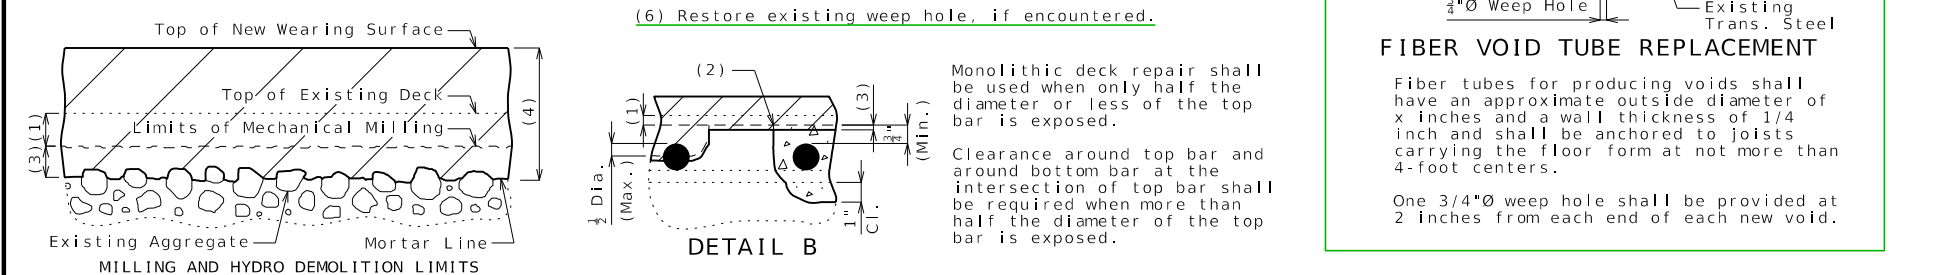 (6) Restore existing weep hole, if encountered.
Top of New Wearing Surface
Top of Existing Deck
Limits of Mechanical Milling
(1)
(3)
(4)
Existing Aggregate
Mortar Line
MILLING AND HYDRO DEMOLITION LIMITS
(2)
(1)
(3)
3/4"
(Min.)
1/2 Dia.
(Max.)
1"
Cl.
DETAIL B
Monolithic deck repair shall
be used when only half the
diameter or less of the top
bar is exposed.
Clearance around top bar and
around bottom bar at the
intersection of top bar shall
be required when more than
half the diameter of the top
bar is exposed.
3/4"Ø Weep Hole
Existing
Trans. Steel
FIBER VOID TUBE REPLACEMENT
Fiber tubes for producing voids shall
have an approximate outside diameter of
x inches and a wall thickness of 1/4
inch and shall be anchored to joists
carrying the floor form at not more than
4-foot centers.
One 3/4"Ø weep hole shall be provided at
2 inches from each end of each new void.